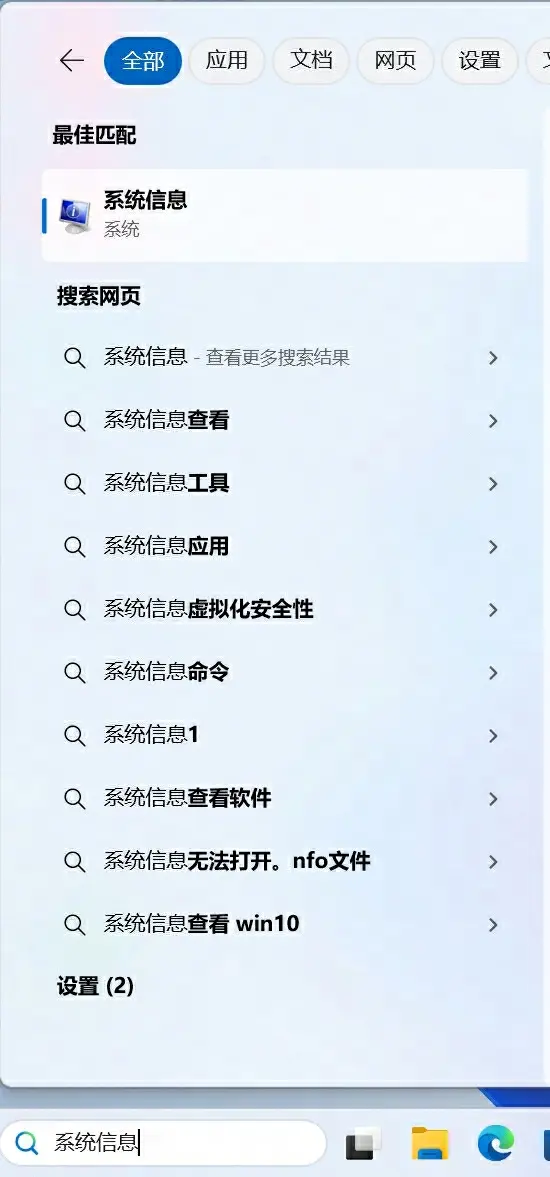 全部 应用 文档 网页 设置
最佳匹配
系统信息
系统
搜索网页
系统信息 - 查看更多搜索结果
系统信息查看
系统信息工具
系统信息应用
系统信息虚拟化安全性
系统信息命令
系统信息1
系统信息查看软件
系统信息无法打开。nfo文件
系统信息查看 win10
设置 (2)
系统信息